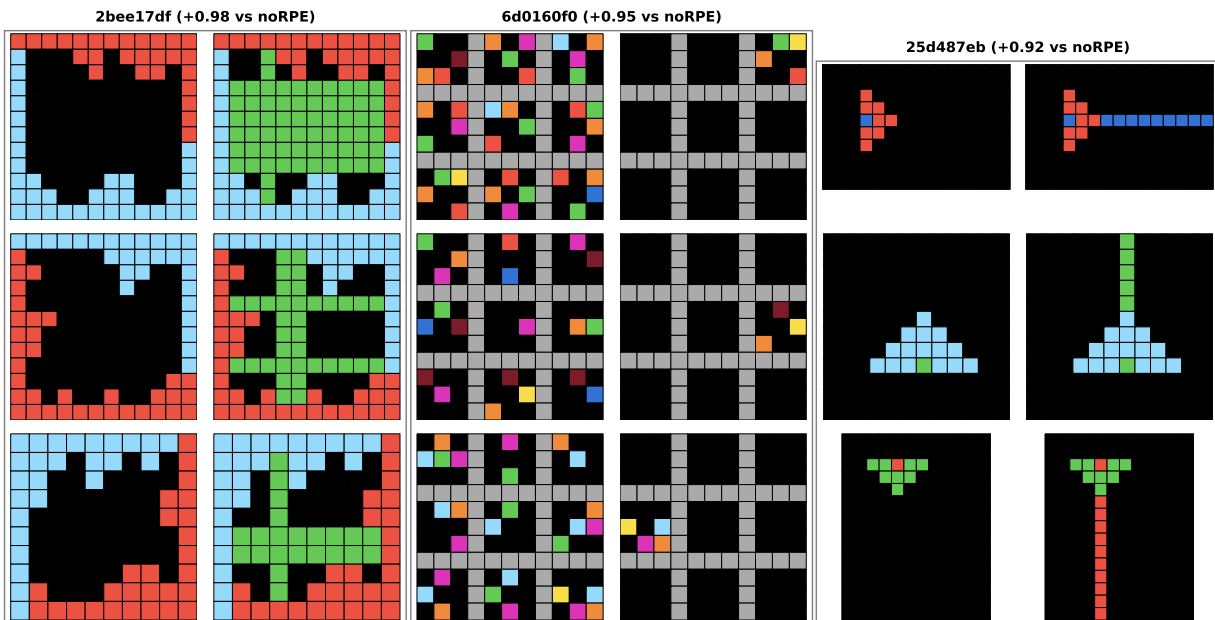 2bee17df (+0.98 vs noRPE)
6d0160f0 (+0.95 vs noRPE)
25d487eb (+0.92 vs noRPE)